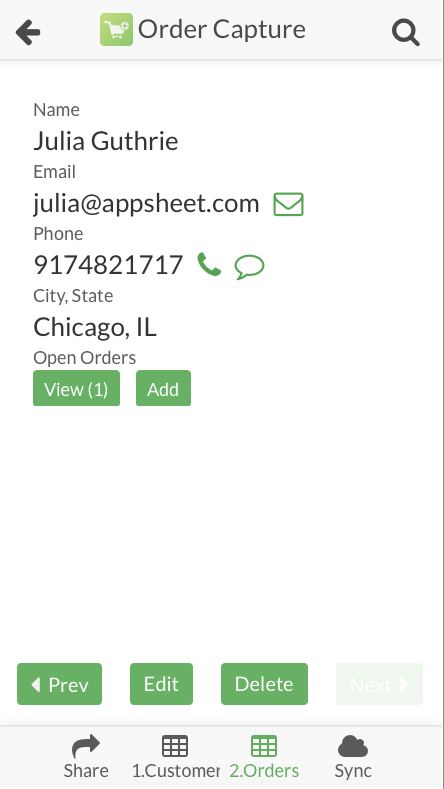 Order Capture
Name
Julia Guthrie
Email
julia@appsheet.com
Phone
9174821717
City, State
Chicago, IL
Open Orders
View (1) Add
Prev Edit Delete Next
Share 1.Customer 2.Orders Sync